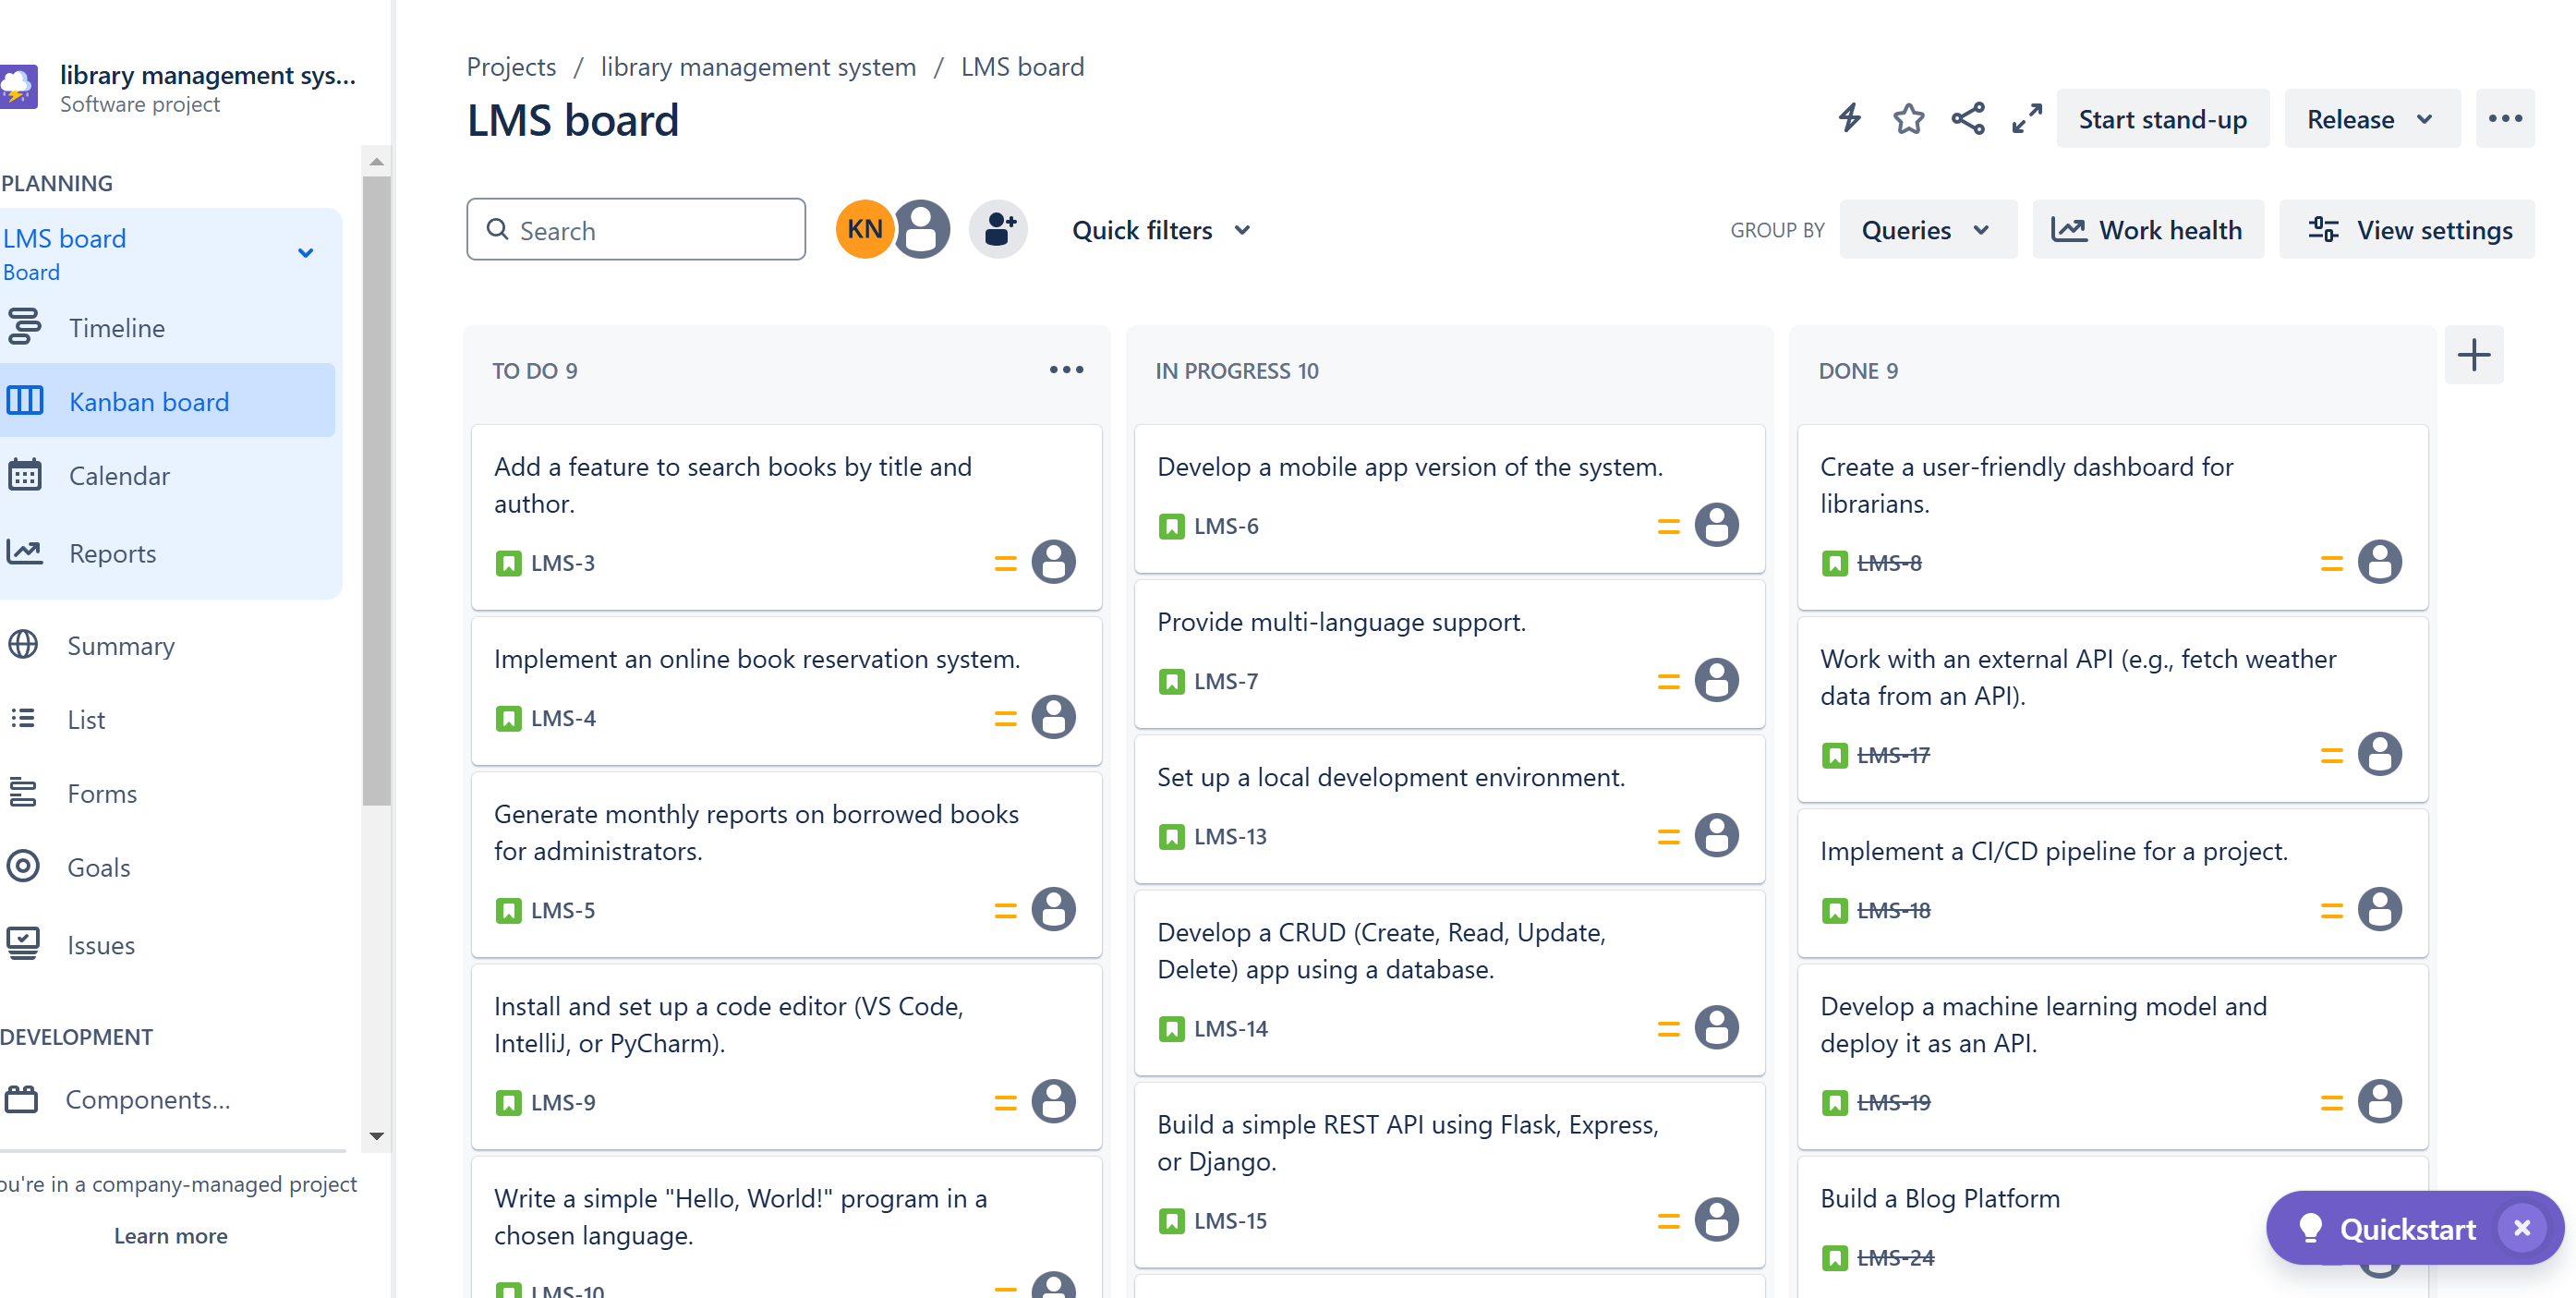 library management sys...
Software project
PLANNING
LMS board
Board
Timeline
Kanban board
Calendar
Reports
Summary
List
Forms
Goals
Issues
DEVELOPMENT
Components...
ou're in a company-managed project
Learn more
Projects / library management system / LMS board
LMS board
Start stand-up
Release
Search
KN
Quick filters
GROUP BY
Queries
Work health
View settings
TO DO 9
Add a feature to search books by title and
author.
LMS-3
Implement an online book reservation system.
LMS-4
Generate monthly reports on borrowed books
for administrators.
LMS-5
Install and set up a code editor (VS Code,
IntelliJ, or PyCharm).
LMS-9
Write a simple "Hello, World!" program in a
chosen language.
LMS-10
IN PROGRESS 10
Develop a mobile app version of the system.
LMS-6
Provide multi-language support.
LMS-7
Set up a local development environment.
LMS-13
Develop a CRUD (Create, Read, Update,
Delete) app using a database.
LMS-14
Build a simple REST API using Flask, Express,
or Django.
LMS-15
DONE 9
Create a user-friendly dashboard for
librarians.
LMS-8
Work with an external API (e.g., fetch weather
data from an API).
LMS-17
Implement a CI/CD pipeline for a project.
LMS-18
Develop a machine learning model and
deploy it as an API.
LMS-19
Build a Blog Platform
LMS-24
Quickstart